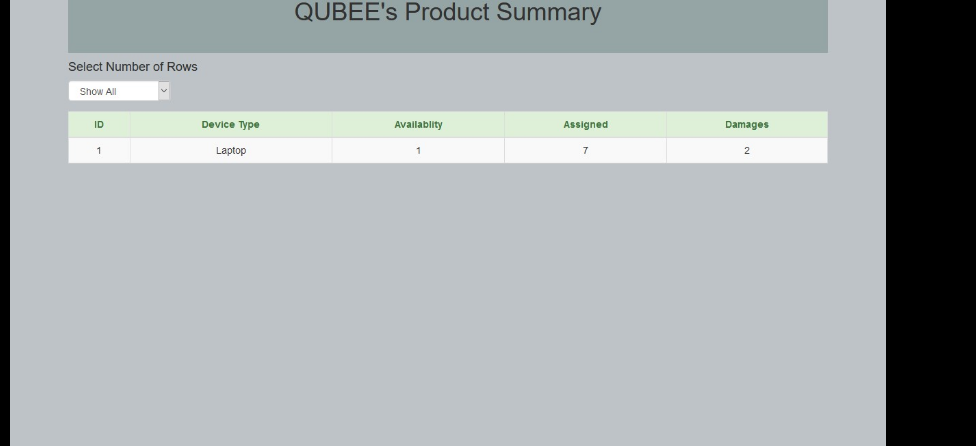 QUBEE's Product Summary
Select Number of Rows
Show All
ID Device Type Availablity Assigned Damages
1 Laptop 1 7 2